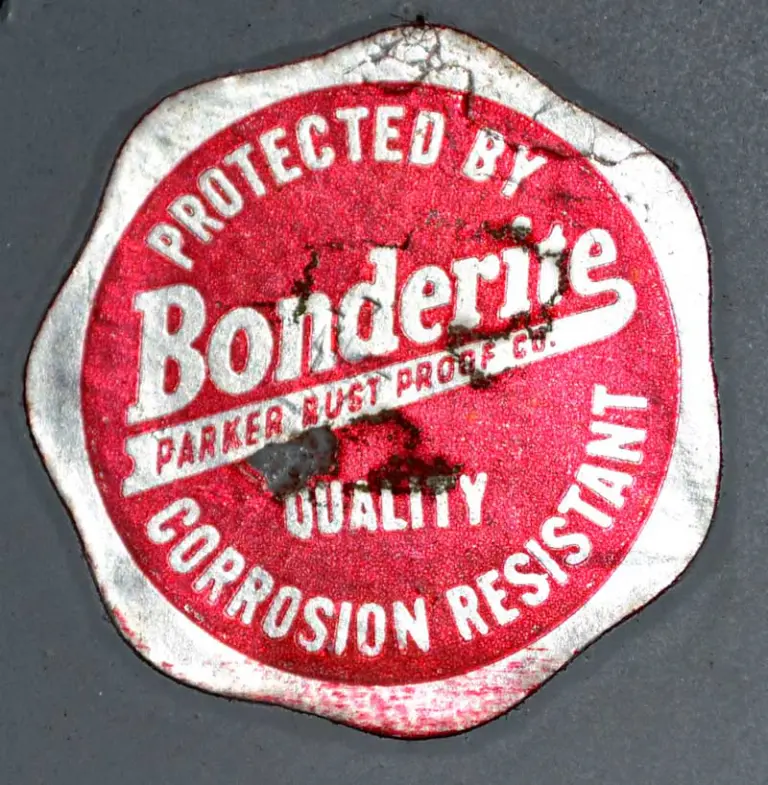 PROTECTED BY
Bonderite
PARKER RUST PROOF CO.
QUALITY
CORROSION RESISTANT